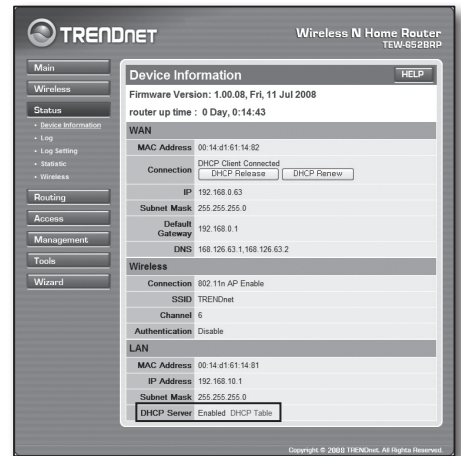 TRENDNET
Wireless N Home Router
TEW-652BRP
Main
Wireless
Status
• Device Information
• Log
• Log Setting
• Statistic
• Wireless
Routing
Access
Management
Tools
Wizard
Device Information
HELP
Firmware Version: 1.00.08, Fri, 11 Jul 2008
router up time : 0 Day, 0:14:43
WAN
MAC Address 00:14:d1:61:14:82
Connection DHCP Client Connected
DHCP Release DHCP Renew
IP 192.168.0.63
Subnet Mask 255.255.255.0
Default Gateway 192.168.0.1
DNS 168.126.63.1,168.126.63.2
Wireless
Connection 802.11n AP Enable
SSID TRENDnet
Channel 6
Authentication Disable
LAN
MAC Address 00:14:d1:61:14:81
IP Address 192.168.10.1
Subnet Mask 255.255.255.0
DHCP Server Enabled DHCP Table
Copyright © 2008 TRENDnet. All Rights Reserved.